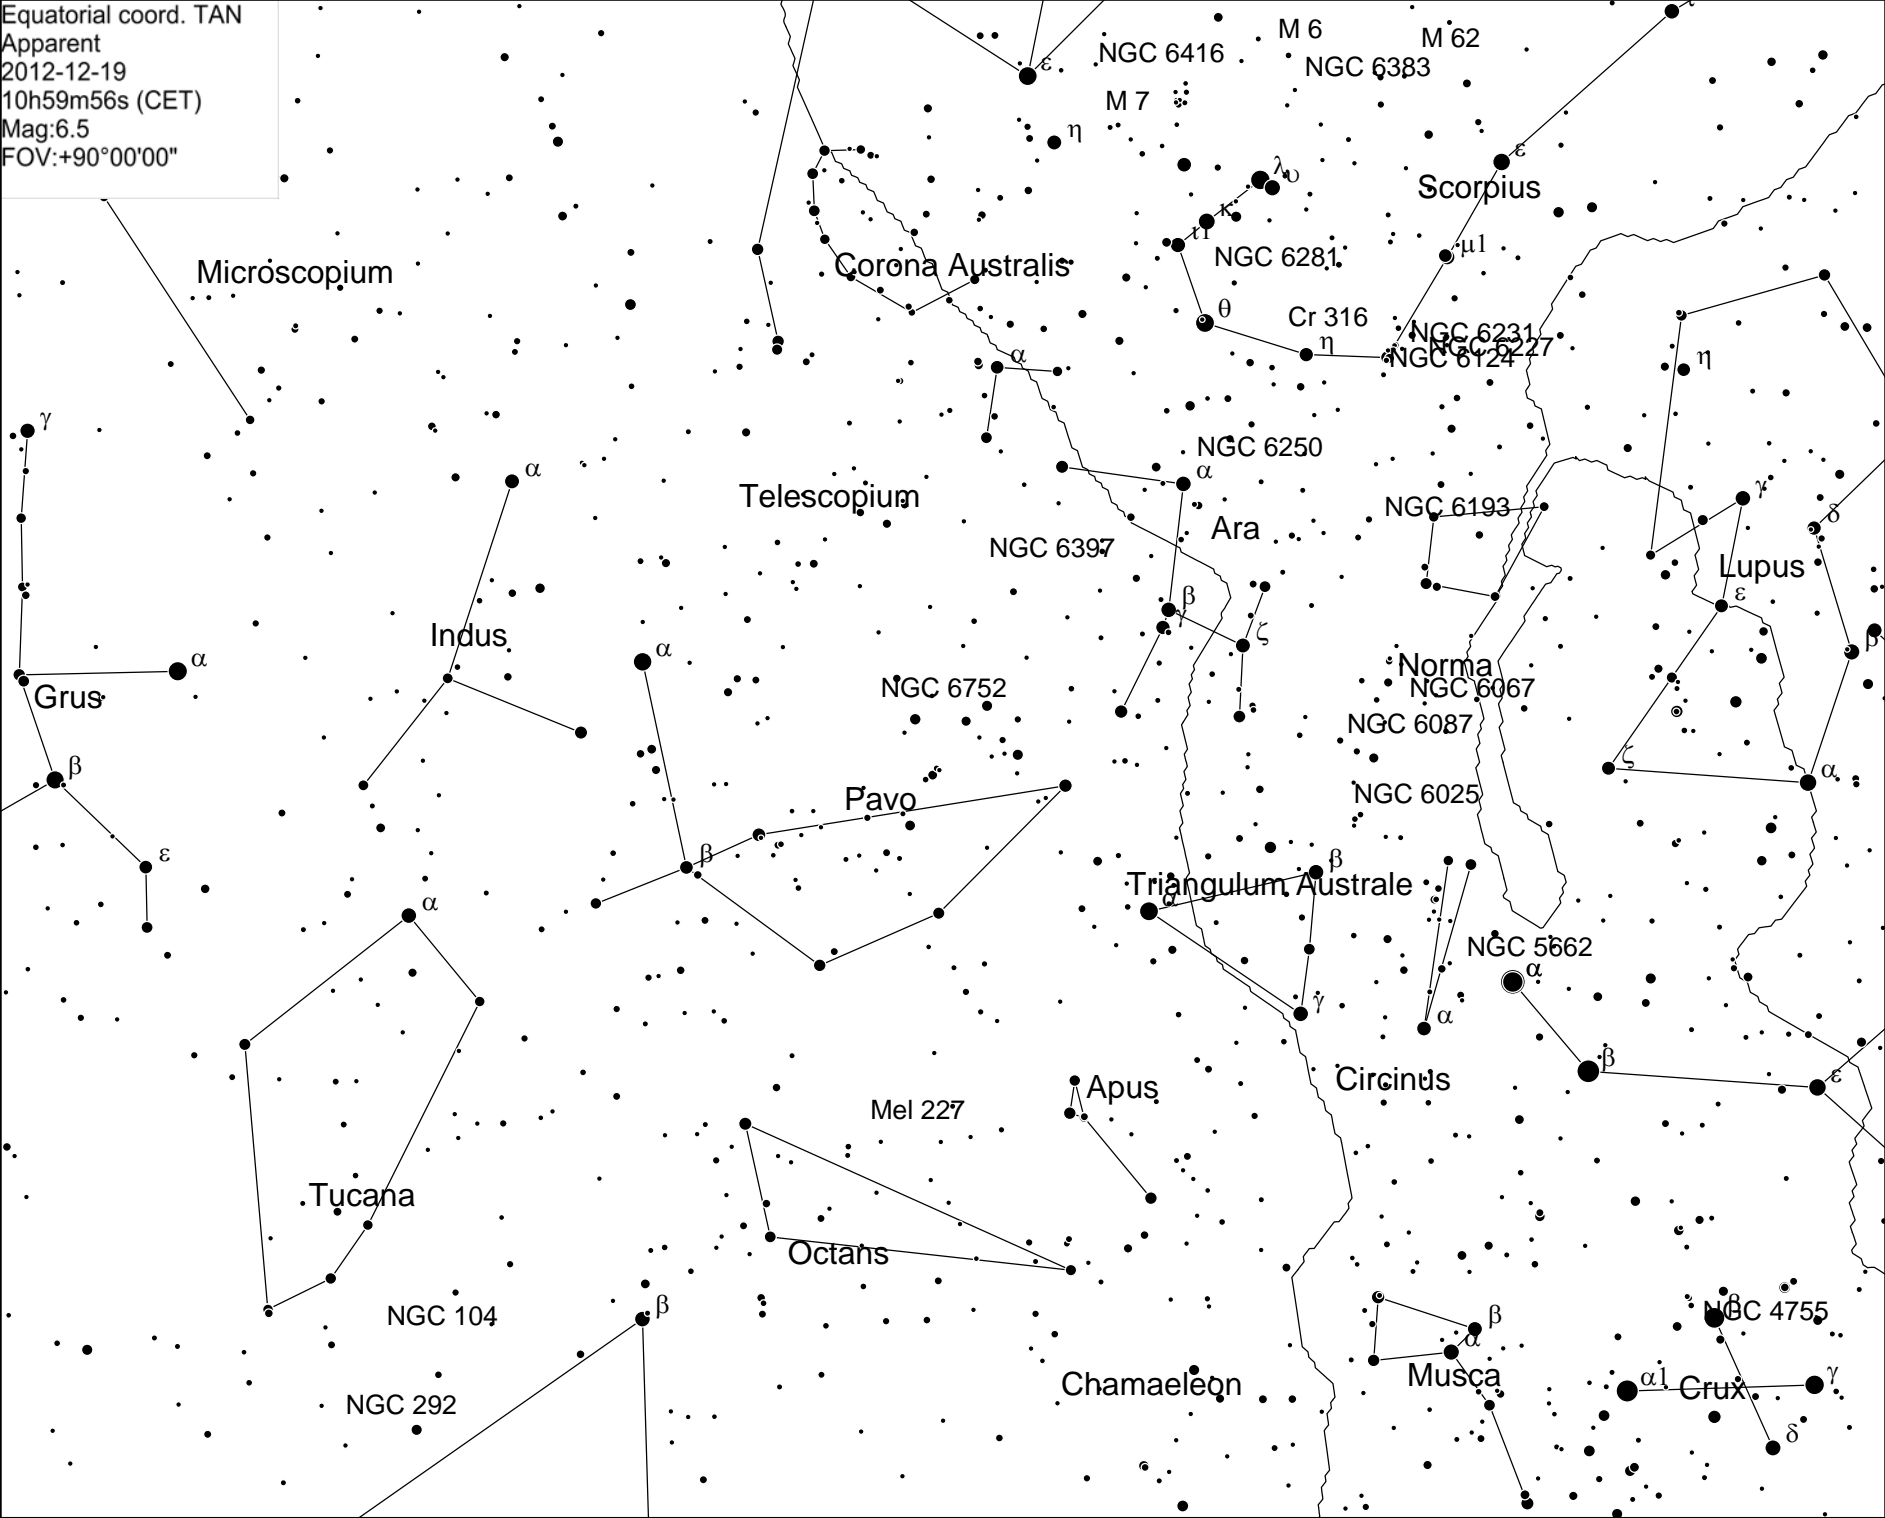 Equatorial coord. TAN
Apparent
2012-12-19
10h59m56s (CET)
Mag:6.5
FOV:+90°00'00"
M 6
M 62
NGC 6416
NGC 6383
ε
M 7
η
ε
λ
υ
Scorpius
κ
ι1
μ1
NGC 6281
Corona Australis
Microscopium
θ
Cr 316
η
NGC 6231
NGC 6227
NGC 6124
α
η
γ
NGC 6250
α
α
Telescopium
γ
NGC 6193
δ
Ara
NGC 6397
Lupus
β
ε
γ
Indus
ζ
β
α
α
Norma
NGC 6752
NGC 6067
Grus
NGC 6087
ζ
β
α
Pavo
NGC 6025
ε
β
β
Triangulum Australe
α
α
NGC 5662
α
γ
α
β
Circinus
ε
Apus
Mel 227
Tucana
Octans
NGC 104
β
β
NGC 4755
β
α
Musca
Chamaeleon
α1
Crux
γ
NGC 292
δ